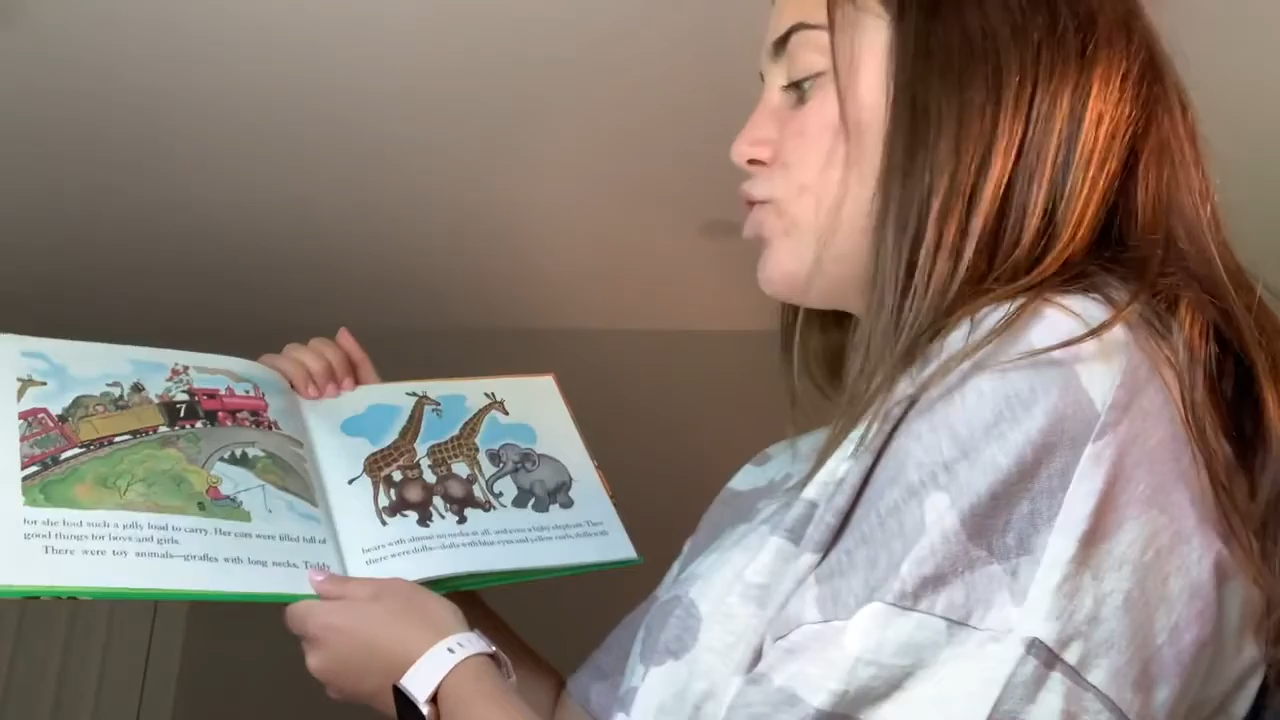 7
for she had such a jolly load to carry. Her cars were filled full of
good things for boys and girls.
There were toy animals—giraffes with long necks, Teddy
bears with almost no necks at all, and even a baby elephant. Then
there were dolls—dolls with blue eyes and yellow curls, dolls with